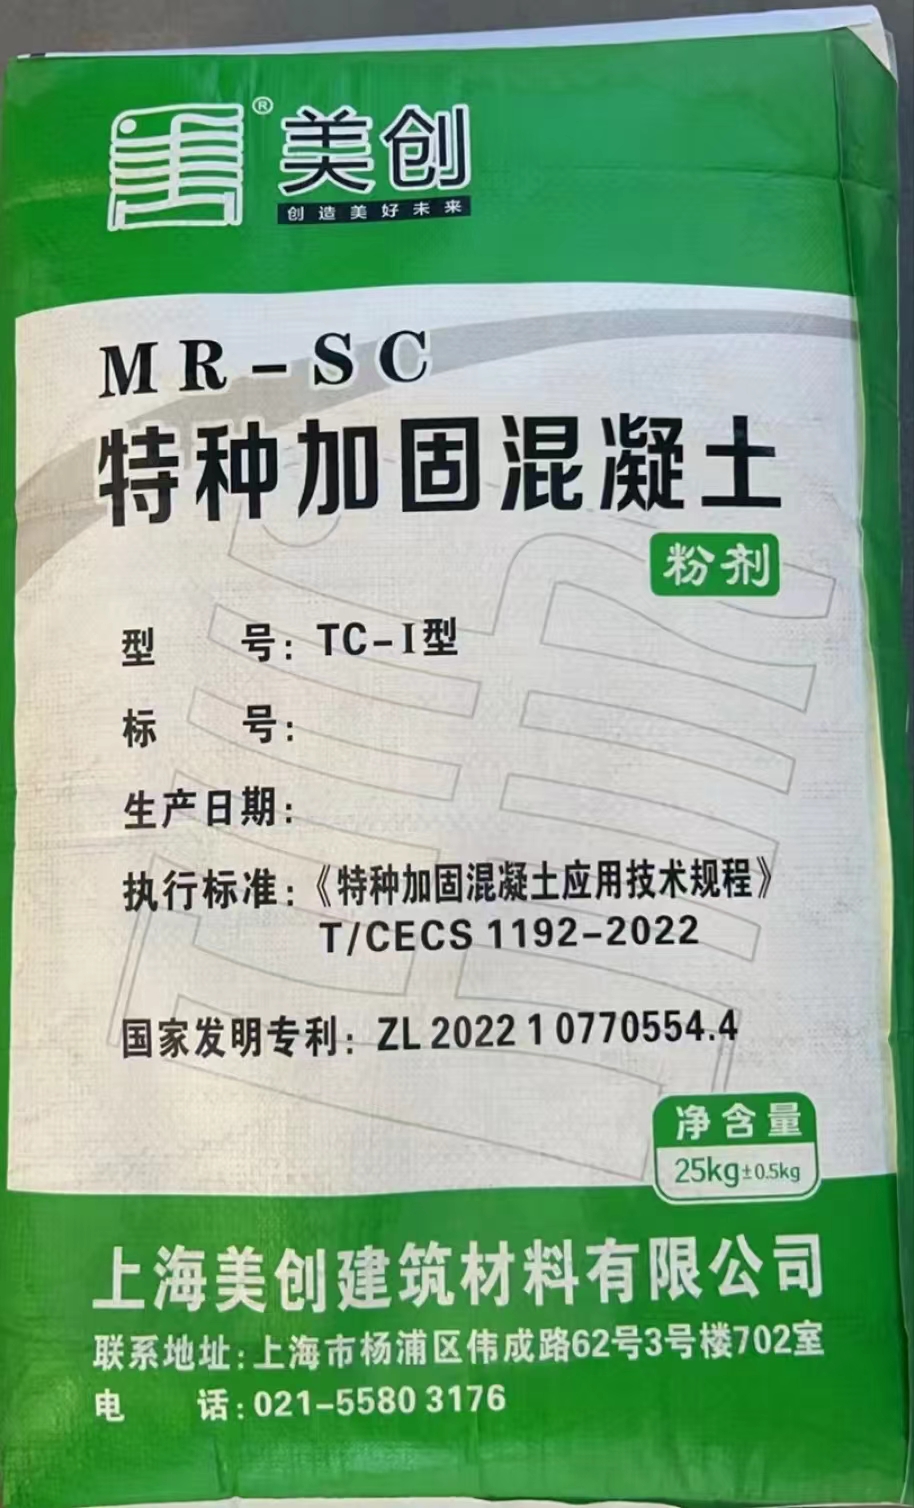 ®
美创
创造美好未来
MR-SC
特种加固混凝土
粉剂
型 号: TC-I型
标 号:
生产日期:
执行标准:《特种加固混凝土应用技术规程》
T/CECS 1192-2022
国家发明专利: ZL 2022 1 0770554.4
净含量
25kg±0.5kg
上海美创建筑材料有限公司
联系地址:上海市杨浦区伟成路62号3号楼702室
电 话:021-5580 3176